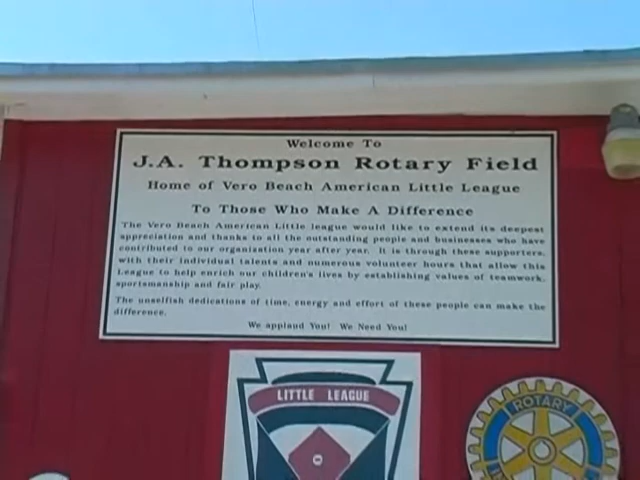 Welcome To
J.A. Thompson Rotary Field
Home of Vero Beach American Little League
To Those Who Make A Difference
The Vero Beach American Little league would like to extend its deepest
appreciation and thanks to all the outstanding people and businesses who have
contributed to our organization year after year. It is through these supporters,
with their individual talents and numerous volunteer hours that allow this
League to help enrich our children's lives by establishing values of teamwork,
sportsmanship and fair play.
The unselfish dedications of time, energy and effort of these people can make the
difference.
We applaud You! We Need You!
LITTLE LEAGUE
ROTARY